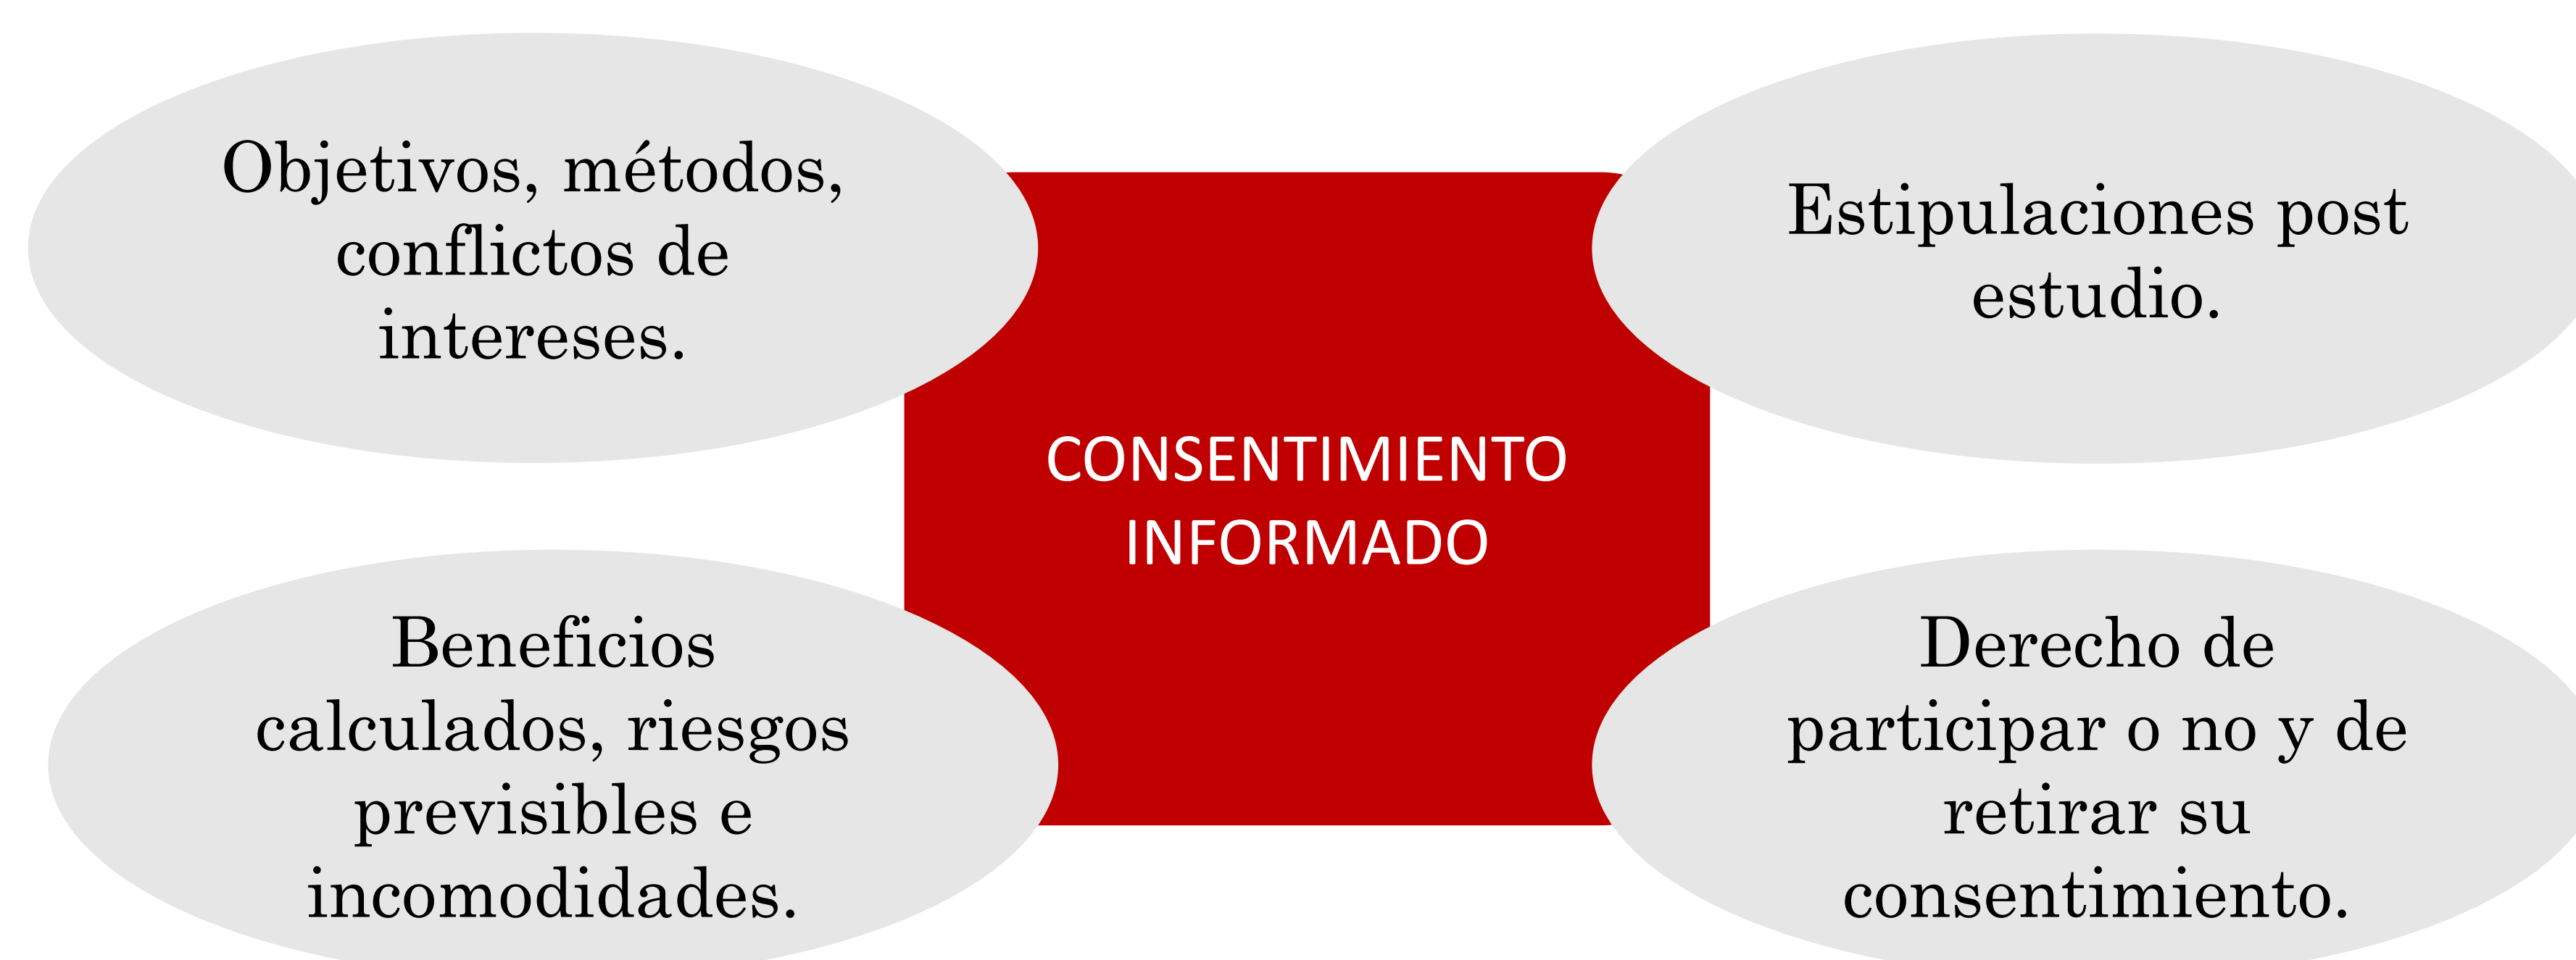 Objetivos, métodos,
conflictos de
intereses.
Estipulaciones post
estudio.
CONSENTIMIENTO
INFORMADO
Beneficios
calculados, riesgos
previsibles e
incomodidades.
Derecho de
participar o no y de
retirar su
consentimiento.